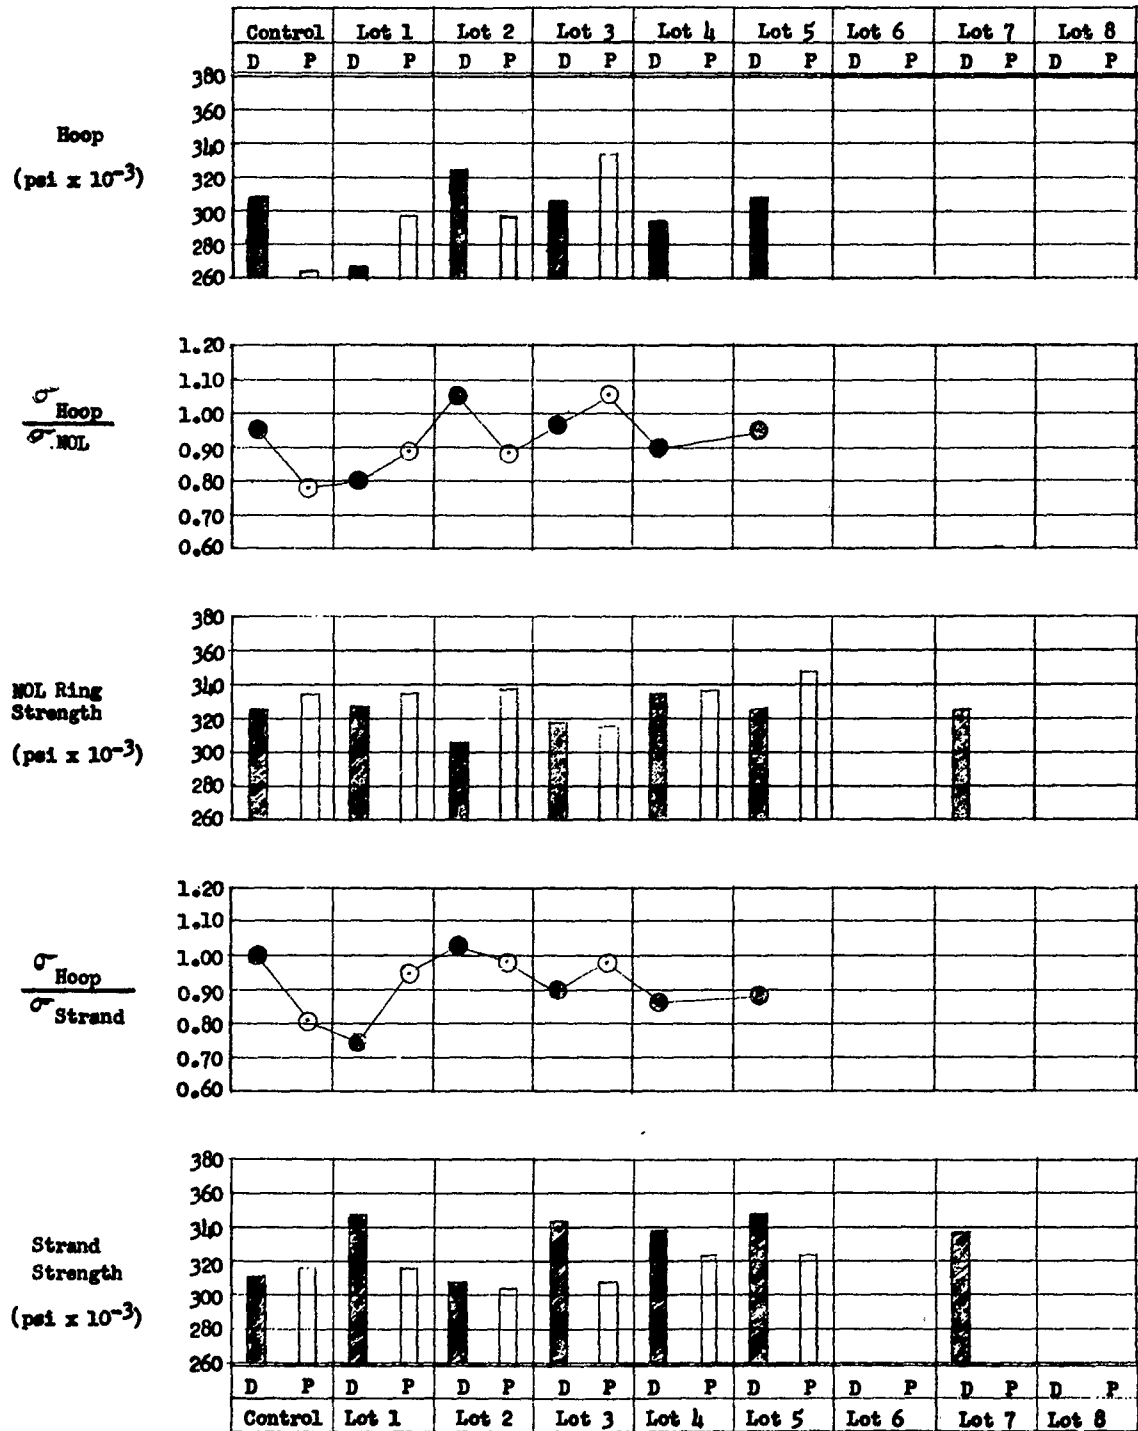 Control Lot 1 Lot 2 Lot 3 Lot 4 Lot 5 Lot 6 Lot 7 Lot 8
D P D P D P D P D P D P D P D P D P
380
360
340
320
300
280
260
Hoop
(psi x 10-3)
1.20
1.10
1.00
0.90
0.80
0.70
0.60
σ Hoop
σ NOL
380
360
340
320
300
280
260
NOL Ring
Strength
(psi x 10-3)
1.20
1.10
1.00
0.90
0.80
0.70
0.60
σ Hoop
σ Strand
380
360
340
320
300
280
260
Strand
Strength
(psi x 10-3)
D P D P D P D P D P D P D P D P D P
Control Lot 1 Lot 2 Lot 3 Lot 4 Lot 5 Lot 6 Lot 7 Lot 8